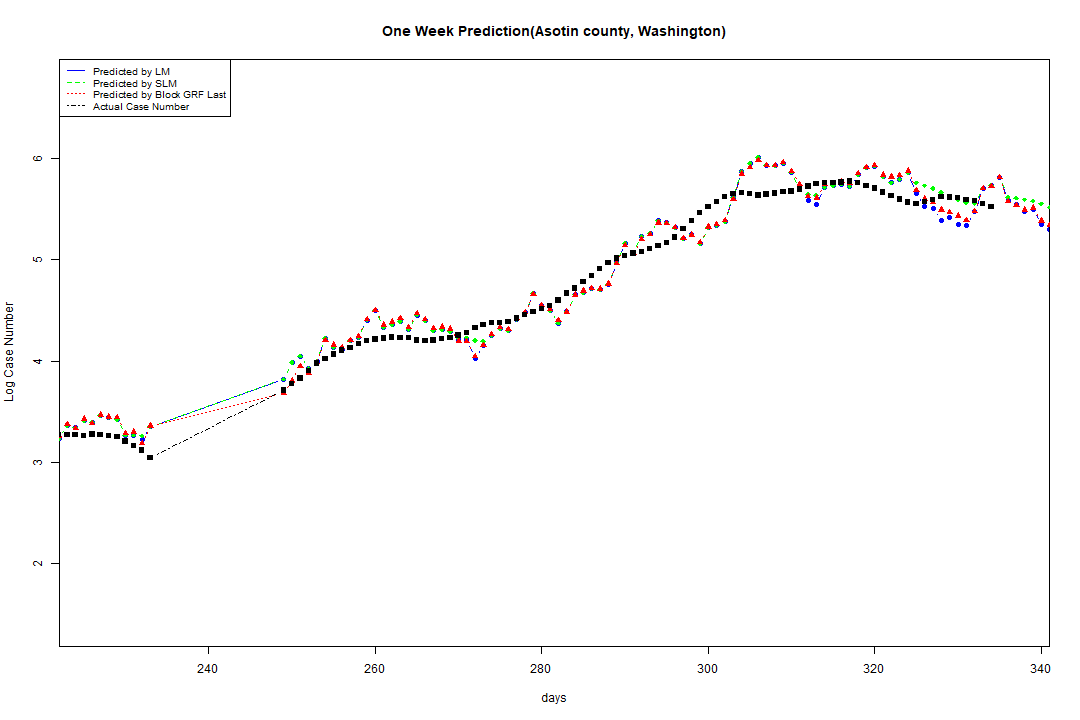 One Week Prediction(Asotin county, Washington)
Predicted by LM
Predicted by SLM
Predicted by Block GRF Last
Actual Case Number
Log Case Number
6
5
4
3
2
240 260 280 300 320 340
days